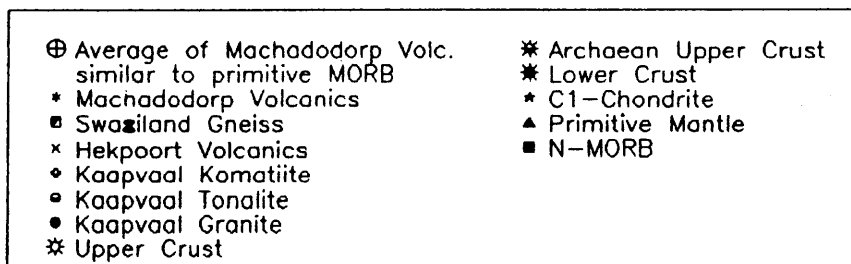 Average of Machadodorp Volc.
similar to primitive MORB
Machadodorp Volcanics
Swaziland Gneiss
Hekpoort Volcanics
Kaapvaal Komatiite
Kaapvaal Tonalite
Kaapvaal Granite
Upper Crust
Archaean Upper Crust
Lower Crust
C1-Chondrite
Primitive Mantle
N-MORB